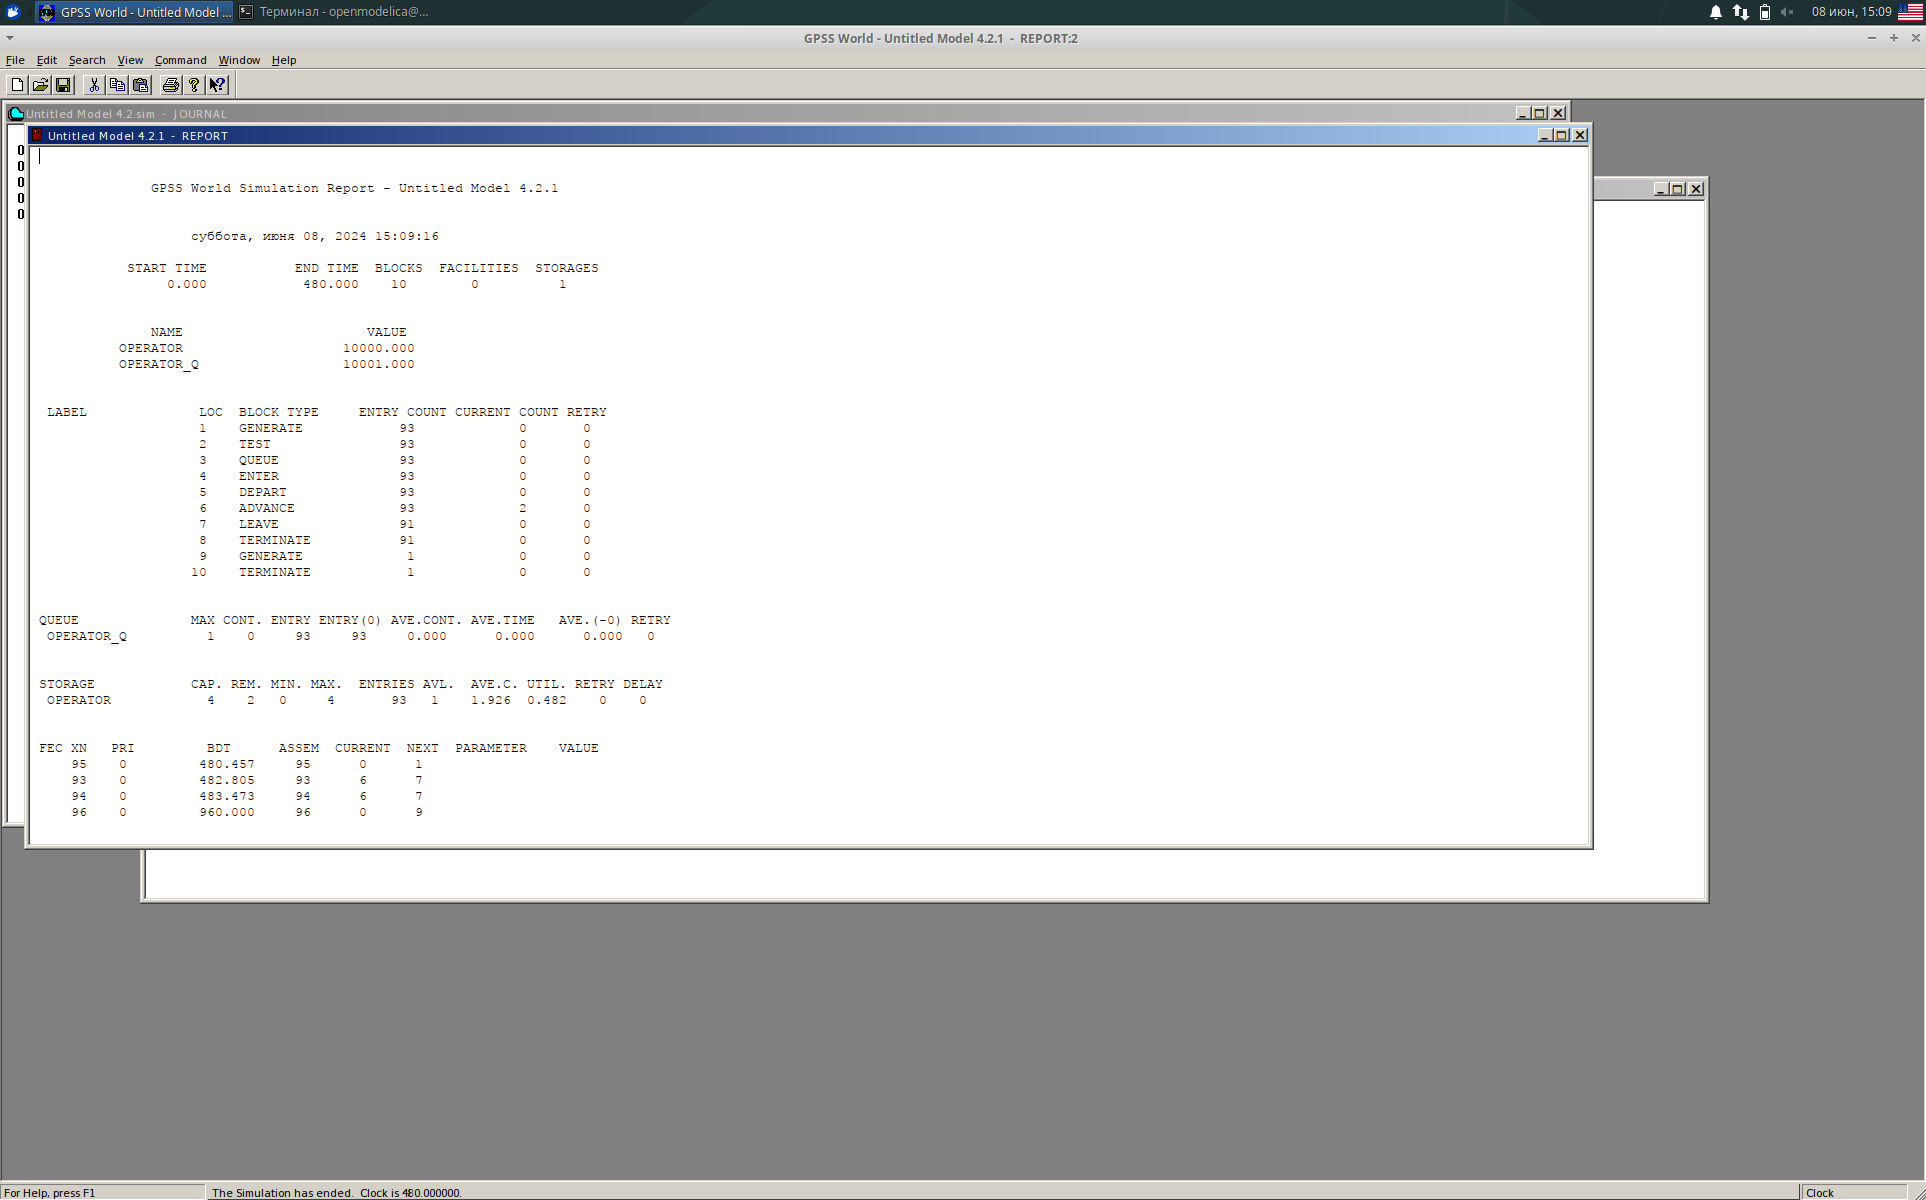 GPSS World - Untitled Model ... Терминал - openmodelica@... 08 июн, 15:09
GPSS World - Untitled Model 4.2.1 - REPORT:2
File Edit Search View Command Window Help
Untitled Model 4.2.sim - JOURNAL
Untitled Model 4.2.1 - REPORT
0
0
0
0
0
GPSS World Simulation Report - Untitled Model 4.2.1
суббота, июня 08, 2024 15:09:16
START TIME END TIME BLOCKS FACILITIES STORAGES
0.000 480.000 10 0 1
NAME VALUE
OPERATOR 10000.000
OPERATOR_Q 10001.000
LABEL LOC BLOCK TYPE ENTRY COUNT CURRENT COUNT RETRY
1 GENERATE 93 0 0
2 TEST 93 0 0
3 QUEUE 93 0 0
4 ENTER 93 0 0
5 DEPART 93 0 0
6 ADVANCE 93 2 0
7 LEAVE 91 0 0
8 TERMINATE 91 0 0
9 GENERATE 1 0 0
10 TERMINATE 1 0 0
QUEUE MAX CONT. ENTRY ENTRY(0) AVE.CONT. AVE.TIME AVE.(-0) RETRY
OPERATOR_Q 1 0 93 93 0.000 0.000 0.000 0
STORAGE CAP. REM. MIN. MAX. ENTRIES AVL. AVE.C. UTIL. RETRY DELAY
OPERATOR 4 2 0 4 93 1 1.926 0.482 0 0
FEC XN PRI BDT ASSEM CURRENT NEXT PARAMETER VALUE
95 0 480.457 95 0 1
93 0 482.805 93 6 7
94 0 483.473 94 6 7
96 0 960.000 96 0 9
For Help, press F1 The Simulation has ended. Clock is 480.000000. Clock